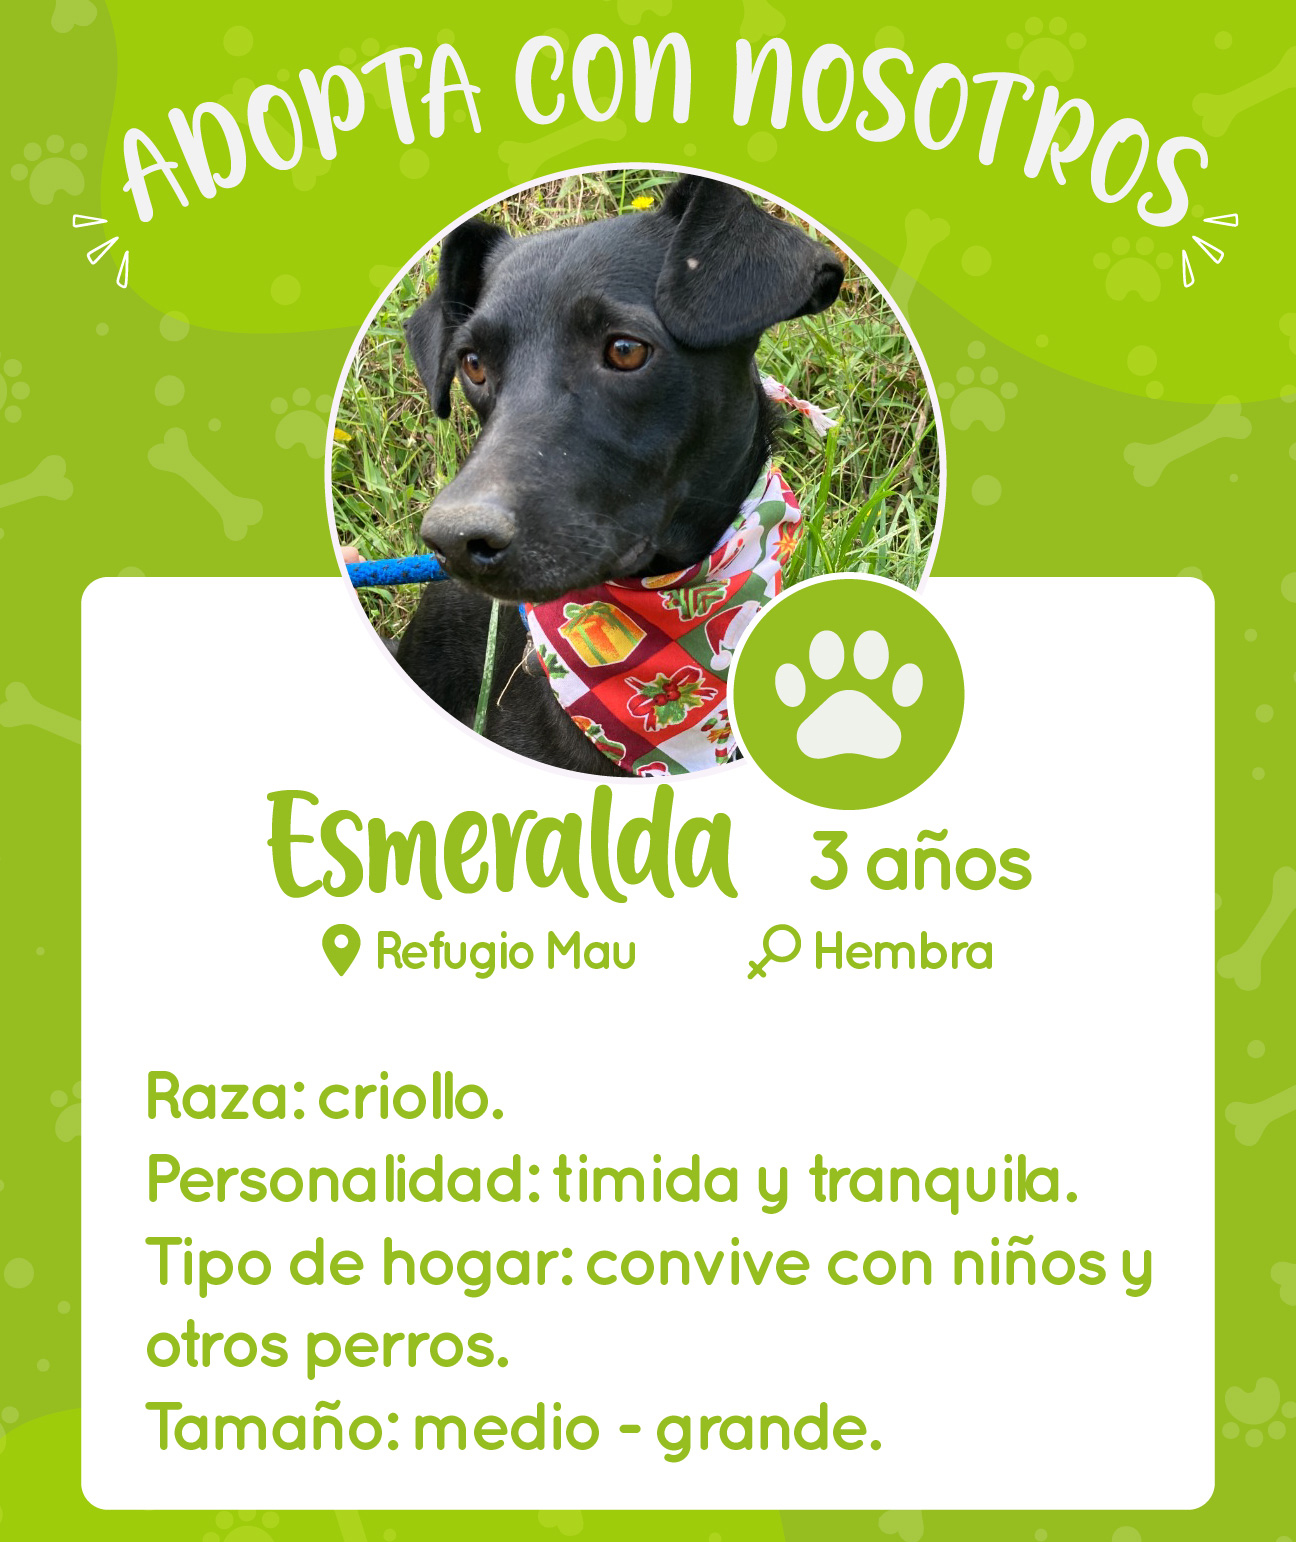 ADOPTA CON NOSOTROS
Esmeralda 3 años
Refugio Mau Hembra
Raza: criollo.
Personalidad: timida y tranquila.
Tipo de hogar: convive con niños y
otros perros.
Tamaño: medio - grande.